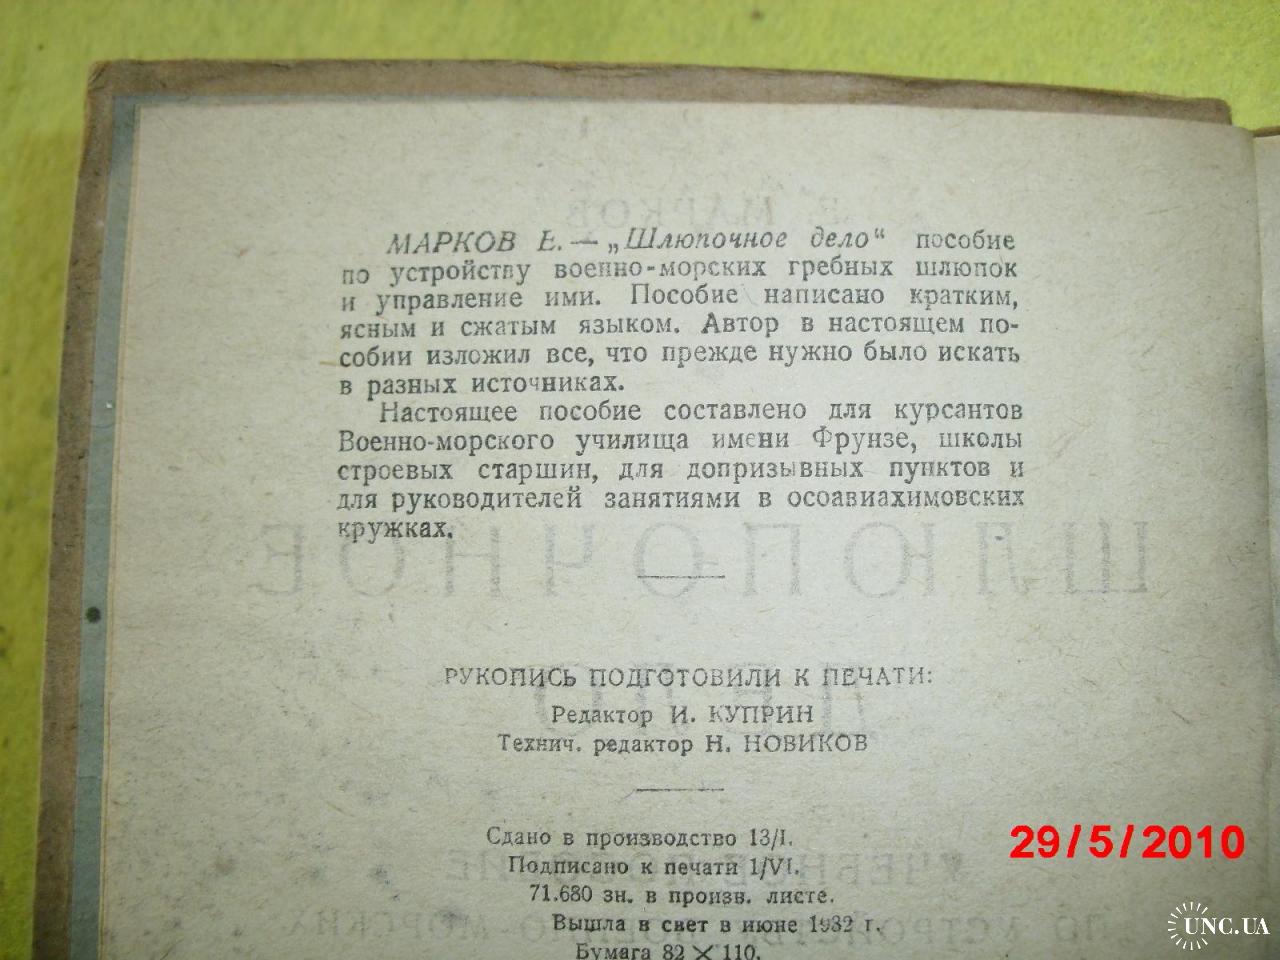 МАРКОВ Е. — „Шлюпочное дело“ пособие
по устройству военно-морских гребных шлюпок
и управление ими. Пособие написано кратким,
ясным и сжатым языком. Автор в настоящем по-
собии изложил все, что прежде нужно было искать
в разных источниках.
Настоящее пособие составлено для курсантов
Военно-морского училища имени Фрунзе, школы
строевых старшин, для допризывных пунктов и
для руководителей занятиями в осоавиахимовских
кружках.
РУКОПИСЬ ПОДГОТОВИЛИ К ПЕЧАТИ:
Редактор И. КУПРИН
Технич. редактор Н. НОВИКОВ
Сдано в производство 13/I.
Подписано к печати 1/VI.
71.680 зн. в произв. листе.
Вышла в свет в июне 1932 г.
Бумага 82 X 110.
29/5/2010
UNC.UA